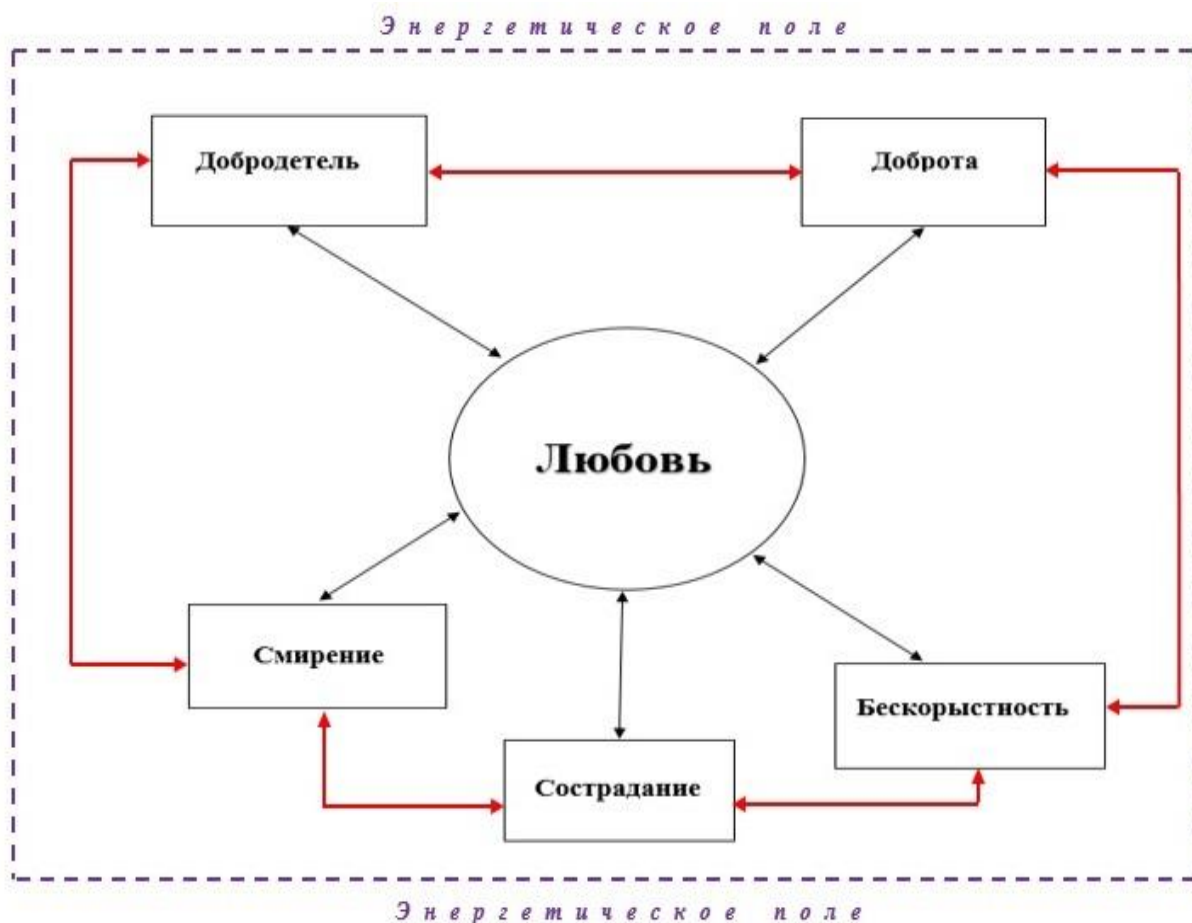 Энергетическое поле
Добродетель
Доброта
Любовь
Смирение
Бескорыстность
Сострадание
Энергетическое поле